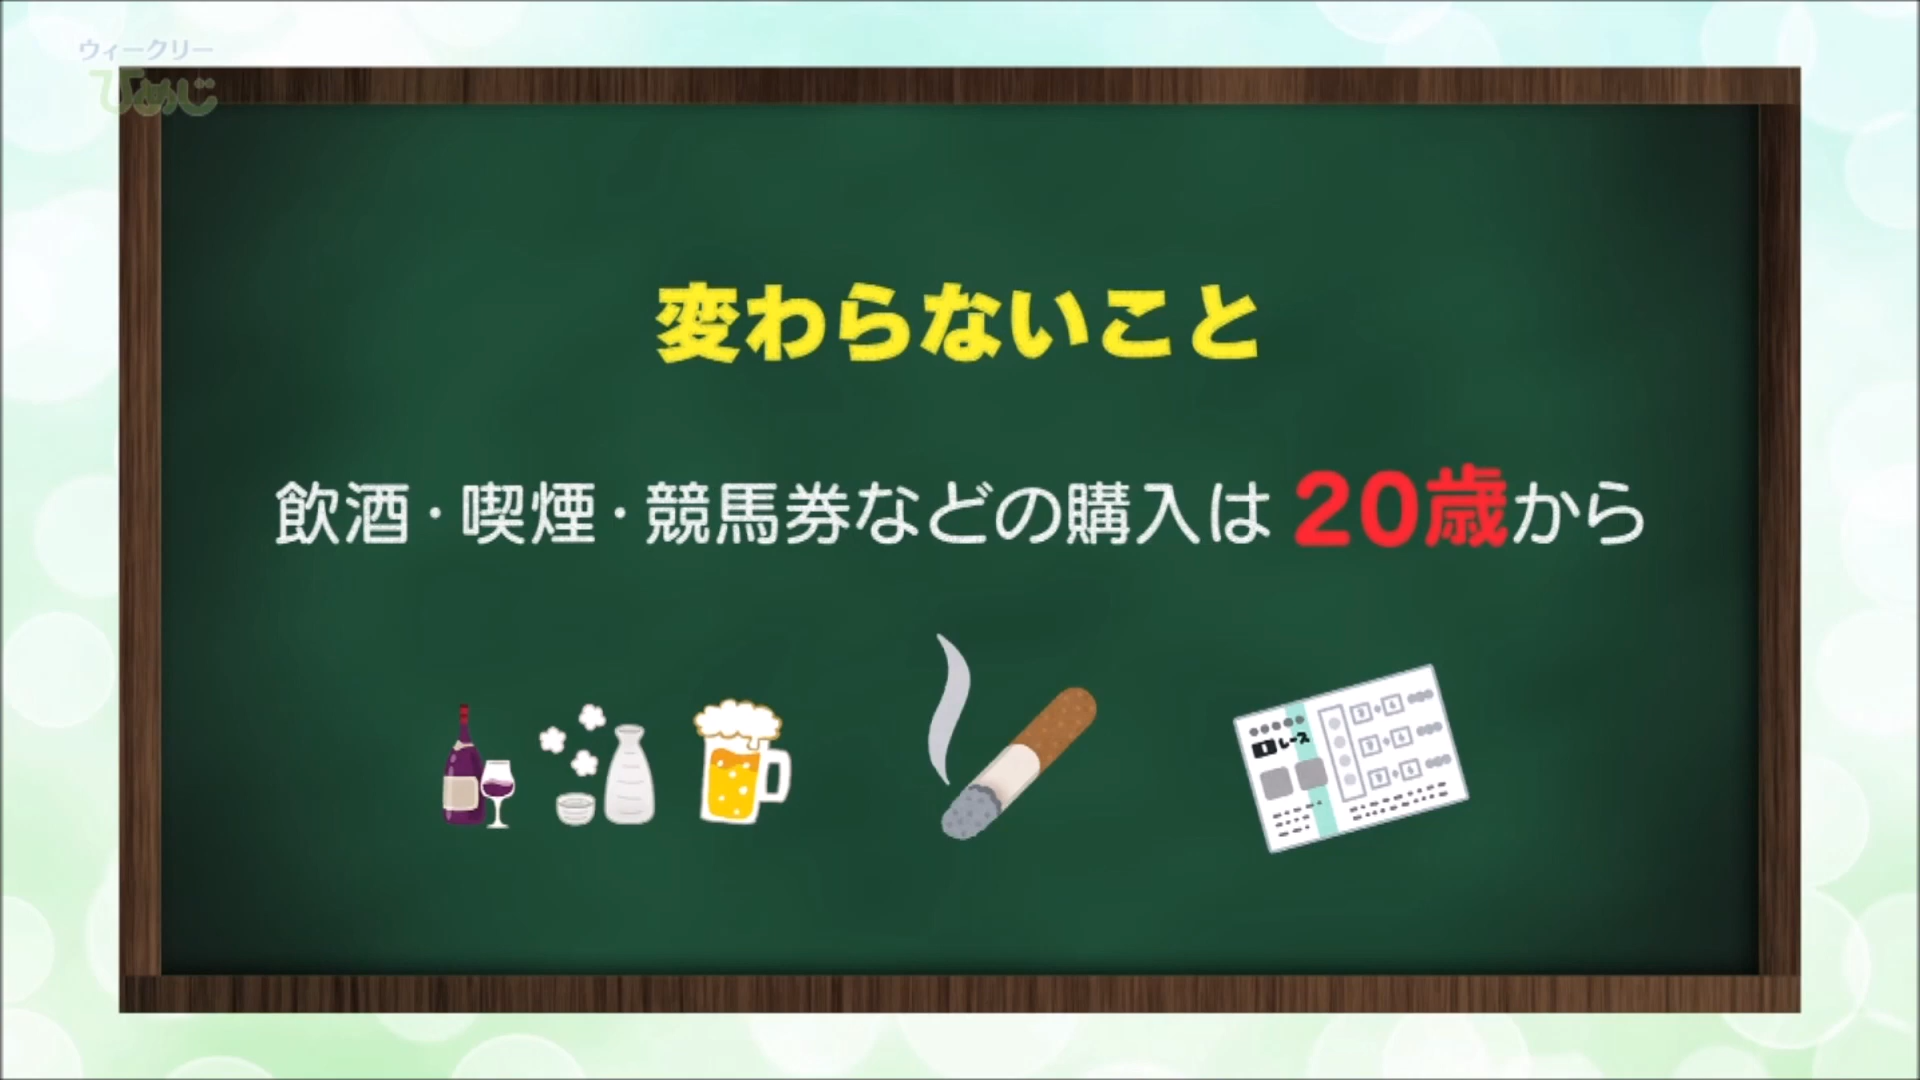 ウィークリー
ひめじ
変わらないこと
飲酒・喫煙・競馬券などの購入は 20歳から
レース